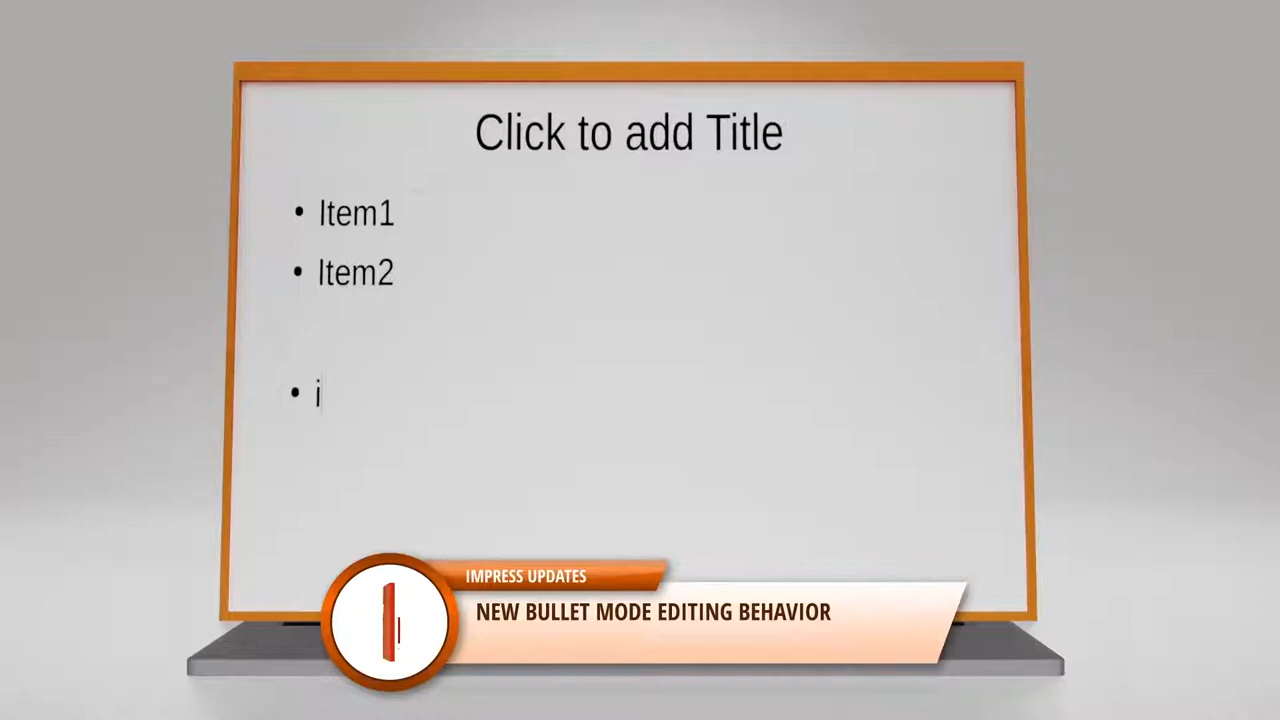 Click to add Title
• Item1
• Item2
• i
IMPRESS UPDATES
NEW BULLET MODE EDITING BEHAVIOR